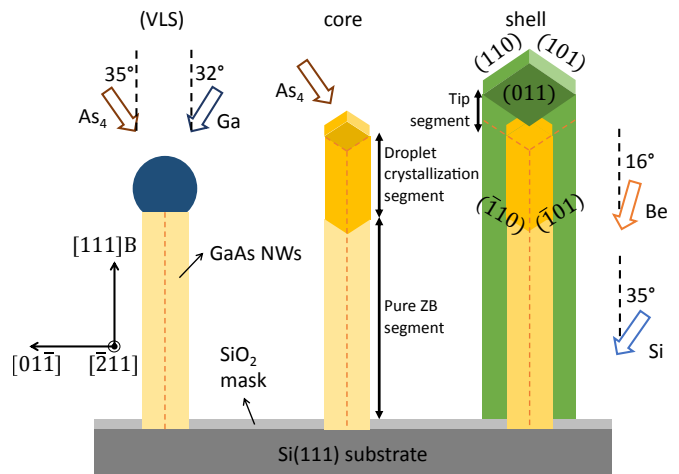 (VLS)
core
shell
35°
32°
As₄
Ga
As₄
(110)
(101)
(011)
Tip
segment
Droplet
crystallization
segment
16°
Be
(1̅10)
(1̅01)
[111]B
GaAs NWs
Pure ZB
segment
35°
Si
[011̅]
[2̅11]
SiO₂
mask
Si(111) substrate